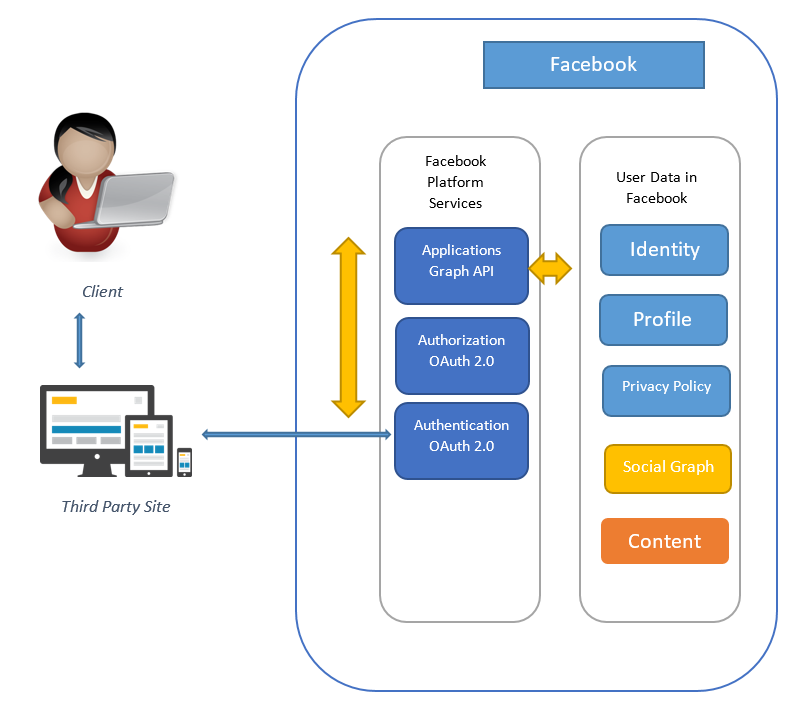 Facebook
Facebook
Platform
Services
User Data in
Facebook
Applications
Graph API
Identity
Client
Profile
Authorization
OAuth 2.0
Privacy Policy
Authentication
OAuth 2.0
Social Graph
Third Party Site
Content